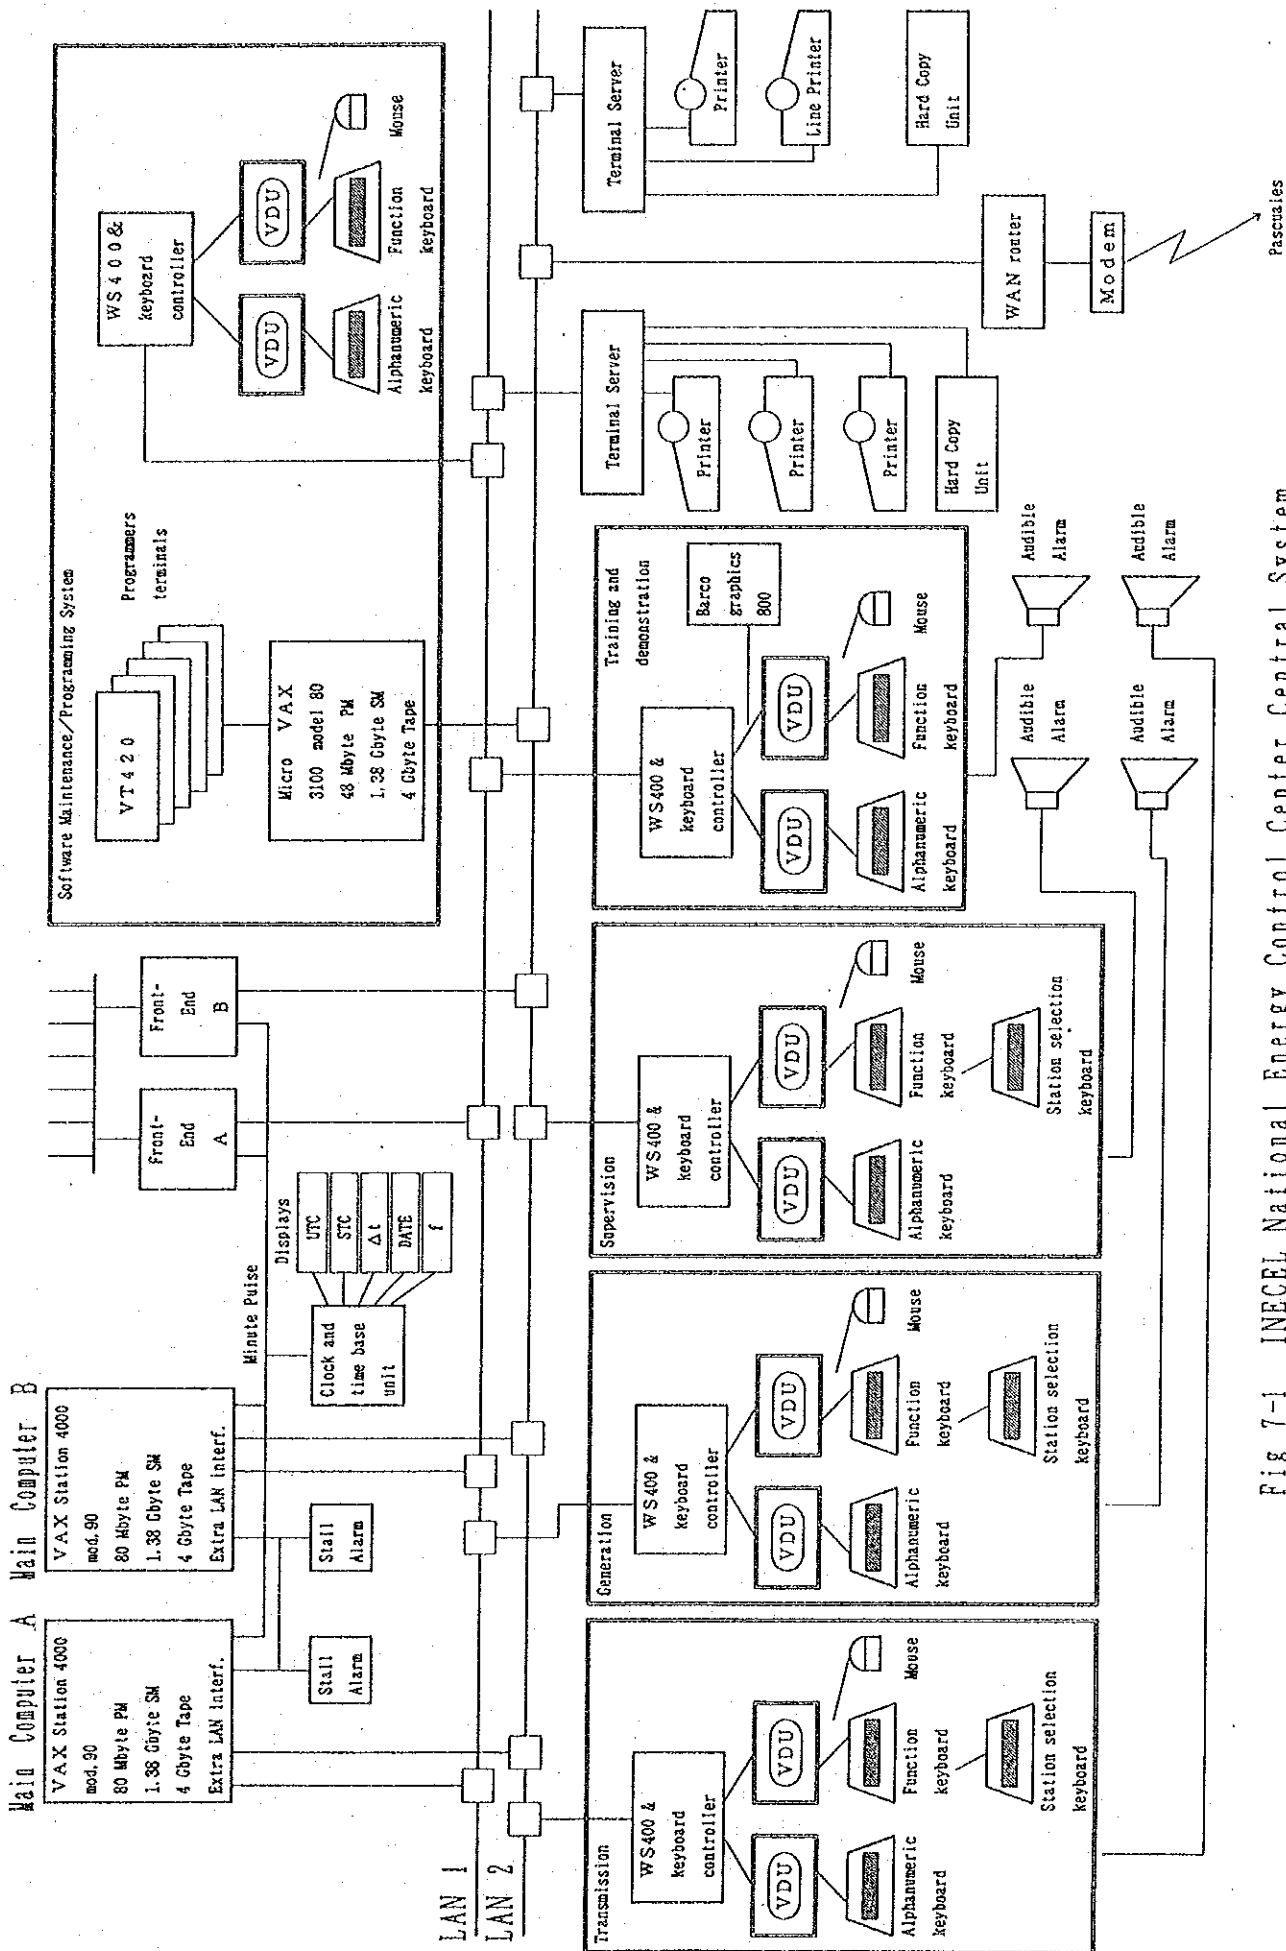 Main Computer A
VAX Station 4000
mod. 90
80 Mbyte PM
1.38 Gbyte SM
4 Gbyte Tape
Extra LAN interf.
Main Computer B
VAX Station 4000
mod. 90
80 Mbyte PM
1.38 Gbyte SM
4 Gbyte Tape
Extra LAN interf.
Stall
Alarm
Stall
Alarm
Minute Pulse
Clock and
time base
unit
Displays
UTC
STC
Δt
DATE
f
Front-
End
A
Front-
End
B
Software Maintenance/Programming System
VT420
Programmers
terminals
Micro VAX
3100 model 80
48 Mbyte PM
1.38 Gbyte SM
4 Gbyte Tape
WS400&
keyboard
controller
VDU
VDU
Alphanumeric
keyboard
Function
keyboard
Mouse
LAN 1
LAN 2
Transmission
WS400 &
keyboard
controller
VDU
VDU
Alphanumeric
keyboard
Function
keyboard
Mouse
Station selection
keyboard
Generation
WS400 &
keyboard
controller
VDU
VDU
Alphanumeric
keyboard
Function
keyboard
Mouse
Station selection
keyboard
Supervision
WS400 &
keyboard
controller
VDU
VDU
Alphanumeric
keyboard
Function
keyboard
Mouse
Station selection
keyboard
Training and
demonstration
WS400 &
keyboard
controller
Barco
graphics
800
VDU
VDU
Alphanumeric
keyboard
Function
keyboard
Mouse
Terminal Server
Printer
Printer
Printer
Hard Copy
Unit
Terminal Server
Printer
Line Printer
Hard Copy
Unit
WAN router
Modem
Pascuales
Audible
Alarm
Audible
Alarm
Audible
Alarm
Audible
Alarm
Fig 7-1 INECEL National Energy Control Center Central System